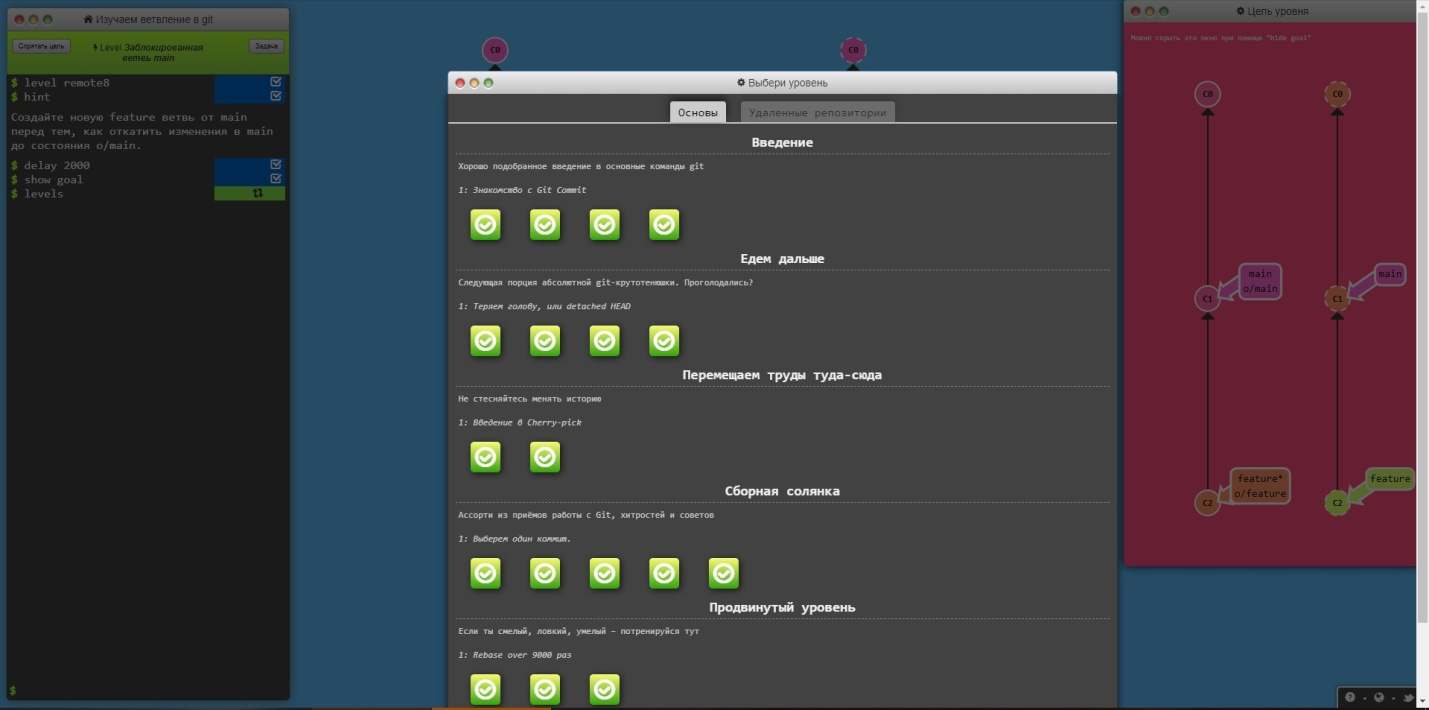 Изучаем ветвление в git
Спрятать цель
Level Заблокированная
ветвь main
Задача
$ level remote8
$ hint
Создайте новую feature ветвь от main
перед тем, как откатить изменения в main
до состояния o/main.
$ delay 2000
$ show goal
$ levels
$
C0
C0
Выбери уровень
Основы
Удаленные репозитории
Введение
Хорошо подобранное введение в основные команды git
1: Знакомство с Git Commit
Едем дальше
Следующая порция абсолютной git-крутотенюшки. Проголодались?
1: Теряем голову, или detached HEAD
Перемещаем труды туда-сюда
Не стесняйтесь менять историю
1: Введение в Cherry-pick
Сборная солянка
Ассорти из приёмов работы с Git, хитростей и советов
1: Выберем один коммит.
Продвинутый уровень
Если ты смелый, ловкий, умелый – потренируйся тут
1: Rebase over 9000 раз
Цель уровня
Можно скрыть это окно при помощи "hide goal"
C0
C0
main
o/main
main
C1
C1
feature*
o/feature
feature
C2
C2